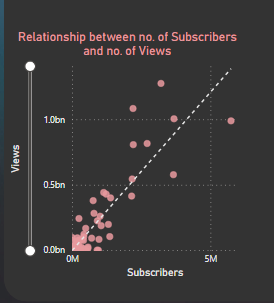 Relationship between no. of Subscribers
and no. of Views
1.0bn
Views
0.5bn
0.0bn
0M
5M
Subscribers